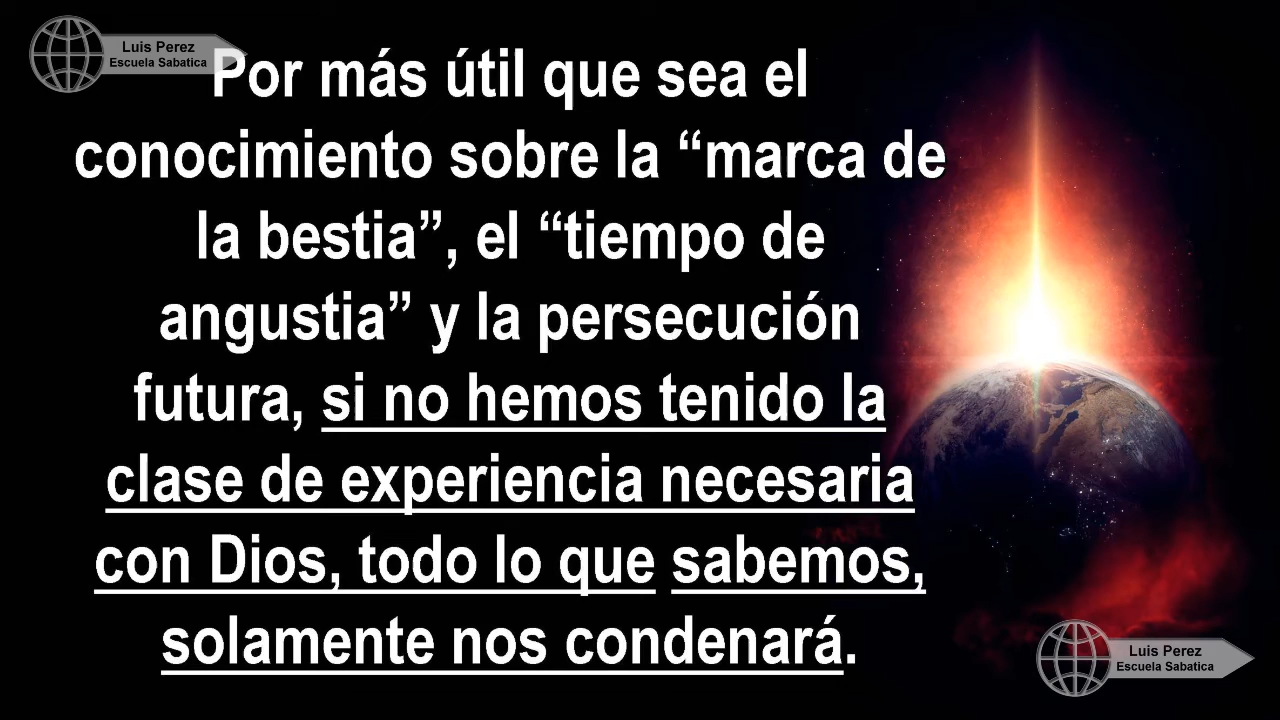 Luis Perez
Escuela Sabatica
Por más útil que sea el
conocimiento sobre la “marca de
la bestia”, el “tiempo de
angustia” y la persecución
futura, si no hemos tenido la
clase de experiencia necesaria
con Dios, todo lo que sabemos,
solamente nos condenará.
Luis Perez
Escuela Sabatica